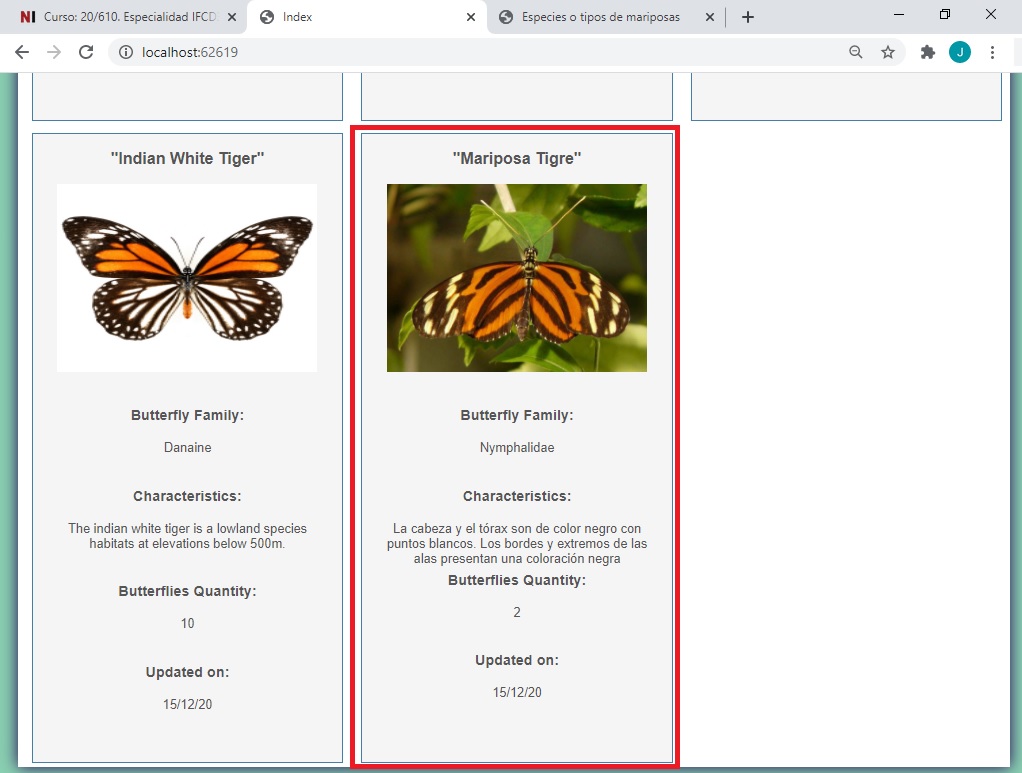 NI Curso: 20/610. Especialidad IFCD
Index
Especies o tipos de mariposas
localhost:62619
J
"Indian White Tiger"
Butterfly Family:
Danaine
Characteristics:
The indian white tiger is a lowland species
habitats at elevations below 500m.
Butterflies Quantity:
10
Updated on:
15/12/20
"Mariposa Tigre"
Butterfly Family:
Nymphalidae
Characteristics:
La cabeza y el tórax son de color negro con
puntos blancos. Los bordes y extremos de las
alas presentan una coloración negra
Butterflies Quantity:
2
Updated on:
15/12/20